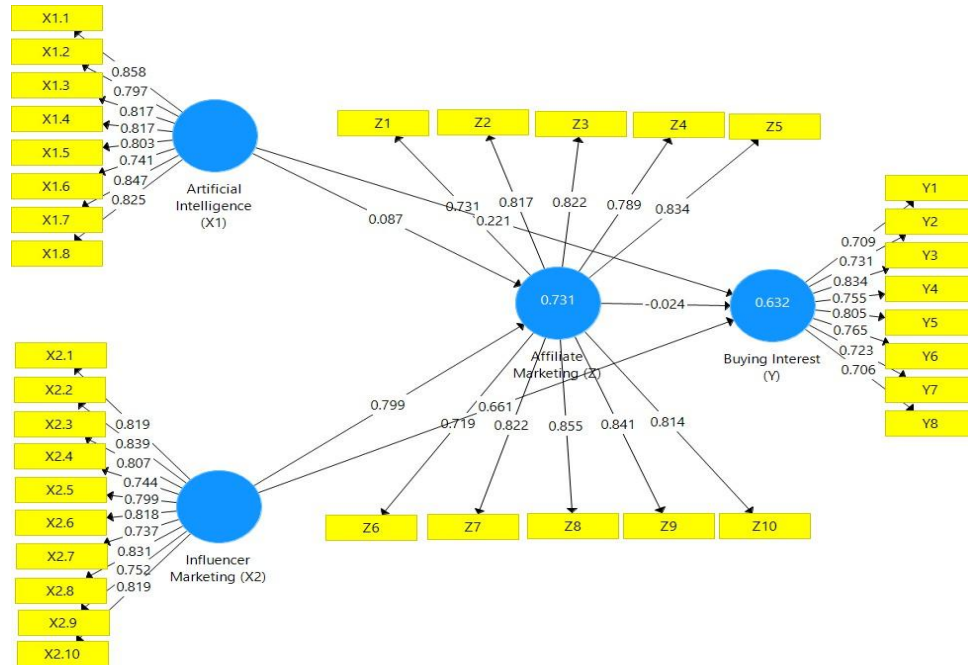 X1.1
X1.2
X1.3
X1.4
X1.5
X1.6
X1.7
X1.8
0.858
0.797
0.817
0.817
0.803
0.741
0.847
0.825
Artificial
Intelligence
(X1)
Z1
Z2
Z3
Z4
Z5
0.731
0.817
0.822
0.789
0.834
0.087
0.221
0.731
Affiliate
Marketing (Z)
-0.024
0.632
Buying Interest
(Y)
0.709
0.731
0.834
0.755
0.805
0.765
0.723
0.706
Y1
Y2
Y3
Y4
Y5
Y6
Y7
Y8
X2.1
X2.2
X2.3
X2.4
X2.5
X2.6
X2.7
X2.8
X2.9
X2.10
0.819
0.839
0.807
0.744
0.799
0.818
0.737
0.831
0.752
0.819
Influencer
Marketing (X2)
0.799
0.661
0.719
0.822
0.855
0.841
0.814
Z6
Z7
Z8
Z9
Z10